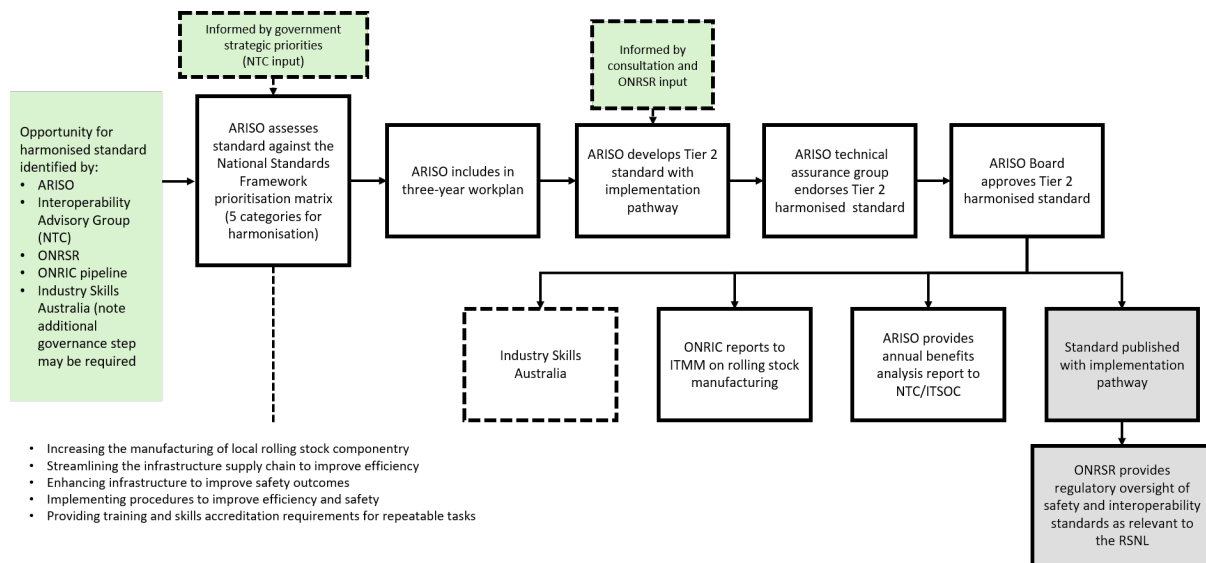 Informed by government
strategic priorities
(NTC input)
Informed by
consultation and
ONRSR input
Opportunity for
harmonised standard
identified by:
• ARISO
• Interoperability
Advisory Group
(NTC)
• ONRSR
• ONRIC pipeline
• Industry Skills
Australia (note
additional
governance step
may be required
ARISO assesses
standard against the
National Standards
Framework
prioritisation matrix
(5 categories for
harmonisation)
ARISO includes in
three-year workplan
ARISO develops Tier 2
standard with
implementation
pathway
ARISO technical
assurance group
endorses Tier 2
harmonised standard
ARISO Board
approves Tier 2
harmonised standard
Industry Skills
Australia
ONRIC reports to
ITMM on rolling stock
manufacturing
ARISO provides
annual benefits
analysis report to
NTC/ITSOC
Standard published
with implementation
pathway
• Increasing the manufacturing of local rolling stock componentry
• Streamlining the infrastructure supply chain to improve efficiency
• Enhancing infrastructure to improve safety outcomes
• Implementing procedures to improve efficiency and safety
• Providing training and skills accreditation requirements for repeatable tasks
ONRSR provides
regulatory oversight of
safety and interoperability
standards as relevant to
the RSNL